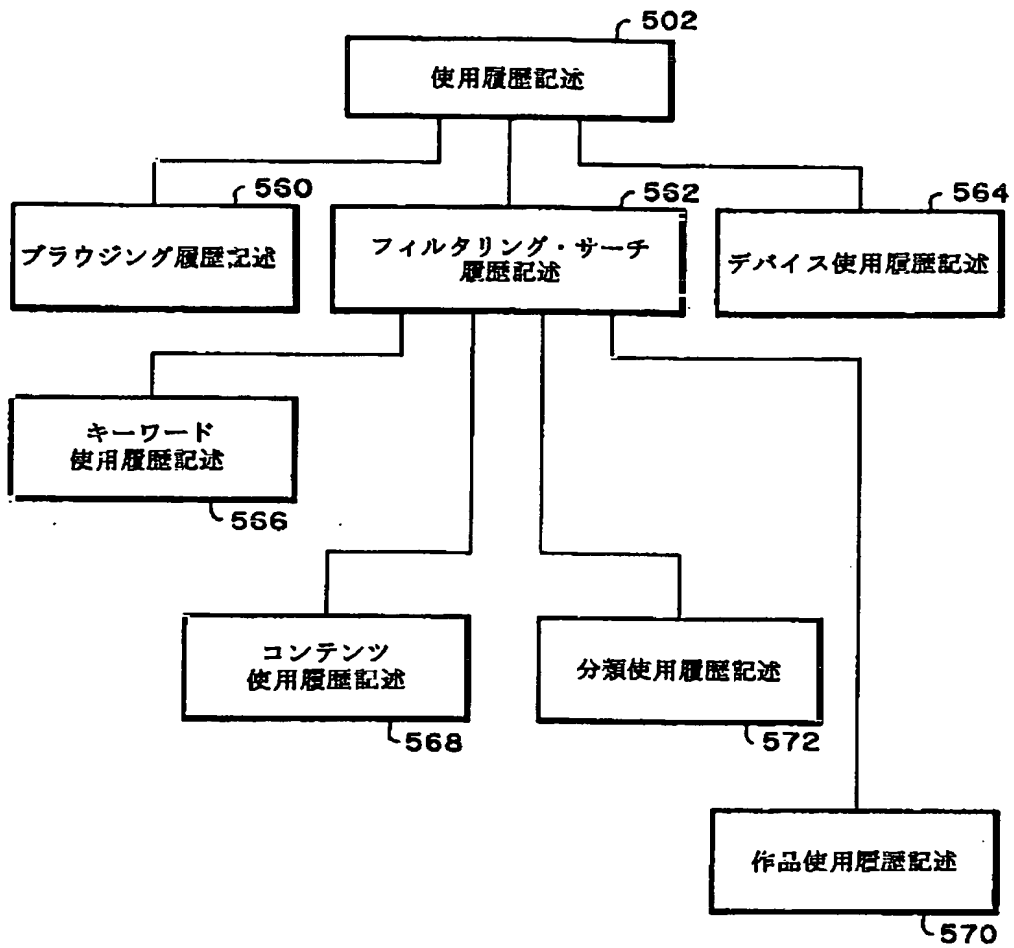 502
使用履歴記述
560
ブラウジング履歴記述
562
フィルタリング・サーチ
履歴記述
564
デバイス使用履歴記述
キーワード
使用履歴記述
566
コンテンツ
使用履歴記述
568
分類使用履歴記述
572
作品使用履歴記述
570